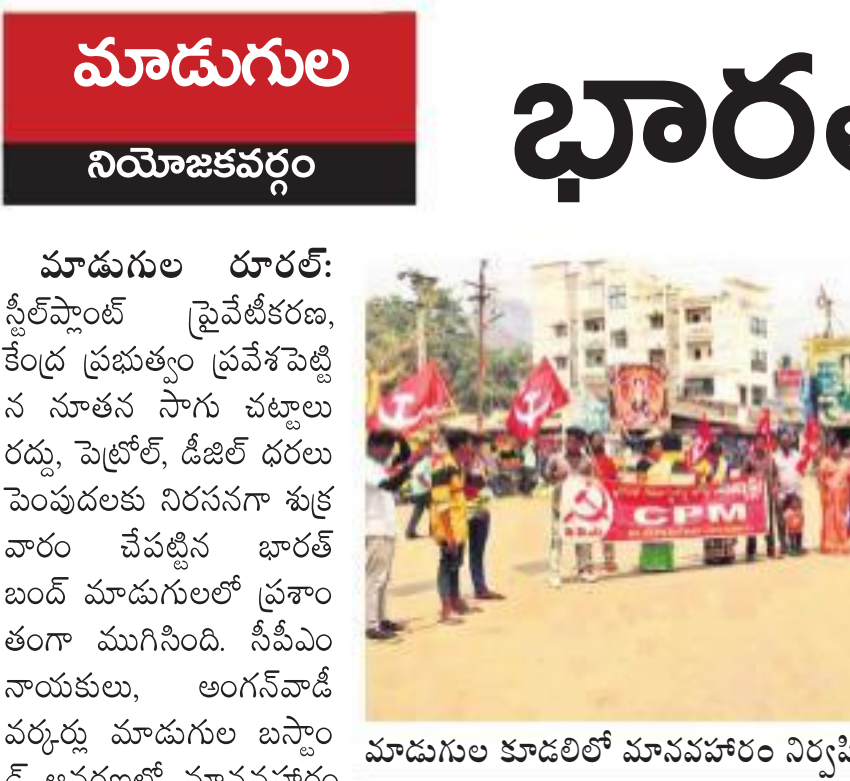 మాడుగుల
నియోజకవర్గం
మాడుగుల రూరల్:
స్టీల్‌ప్లాంట్ ప్రైవేటీకరణ,
కేంద్ర ప్రభుత్వం ప్రవేశపెట్టి
న నూతన సాగు చట్టాలు
రద్దు, పెట్రోల్, డీజిల్ ధరలు
పెంపుదలకు నిరసనగా శుక్ర
వారం చేపట్టిన భారత్
బంద్ మాడుగులలో ప్రశాం
తంగా ముగిసింది. సీపీఎం
నాయకులు, అంగన్‌వాడీ
వర్కర్లు మాడుగుల బస్టాం
CPM
మాడుగుల కూడలిలో మానవహారం